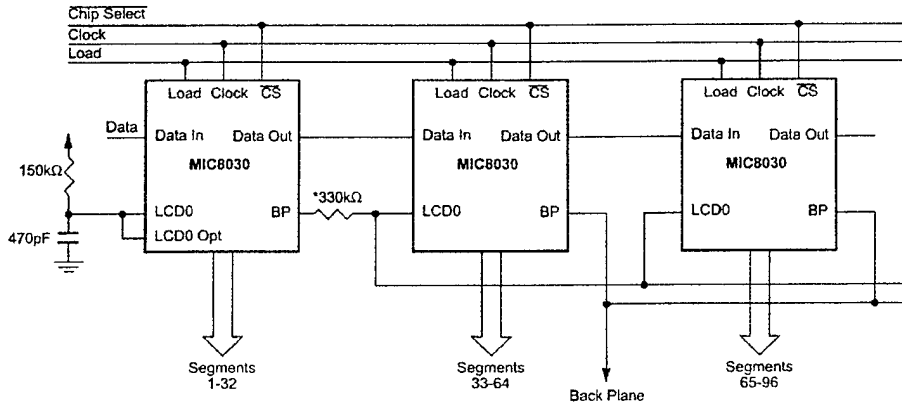 Chip Select
Clock
Load
Load Clock CS
Load Clock CS
Load Clock CS
Data
Data In Data Out
Data In Data Out
Data In Data Out
150kΩ
MIC8030
MIC8030
MIC8030
*330kΩ
LCD0 BP
LCD0 BP
LCD0 BP
470pF
LCD0 Opt
Segments
1-32
Segments
33-64
Segments
65-96
Back Plane